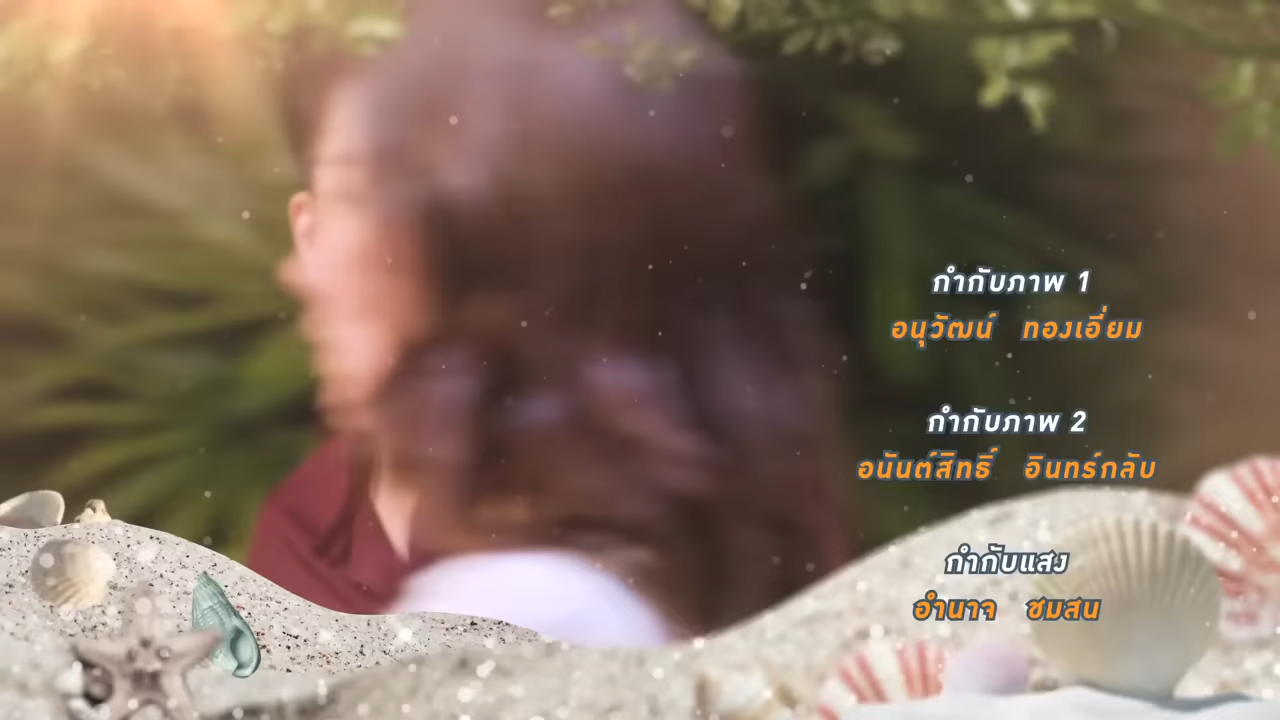 กำกับภาพ 1
อนุวัฒน์ ทองเอี่ยม
กำกับภาพ 2
อนันต์สิทธิ์ อินทร์กลับ
กำกับแสง
อำนาจ ชมสน